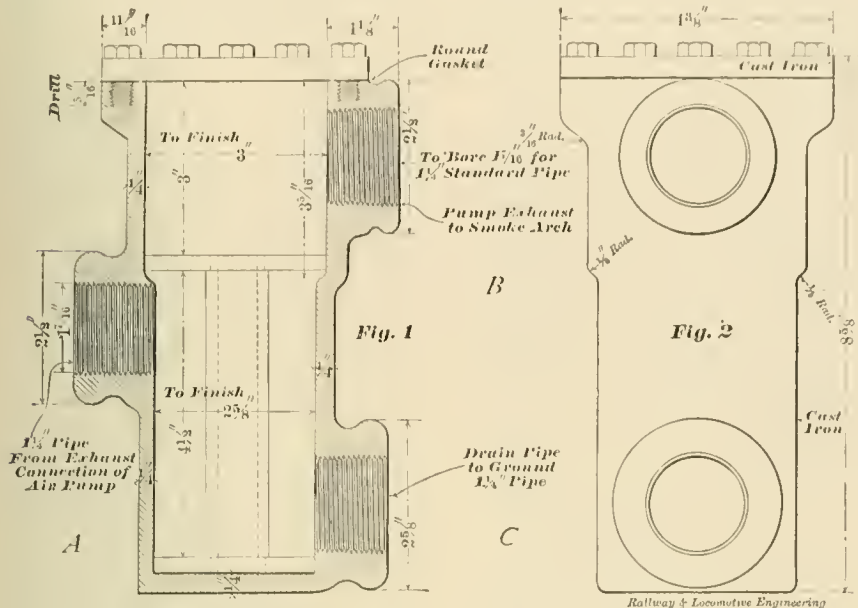 11/16"
1 1/8"
Round
Gasket
Drill
5/16"
To Finish
3"
3"
3 5/16
2 1/2"
To Bore 1 7/16" for
1 1/4" Standard Pipe
Pump Exhaust
to Smoke Arch
1/4"
2 1/2"
1 7/16"
Fig. 1
B
To Finish
4 1/2"
1/4"
1 1/4" Pipe
From Exhaust
Connection of
Air Pump
1/4"
Drain Pipe
to Ground
1 1/4" Pipe
2 5/8"
1/4"
A
C
4 3/8"
Cast Iron
3/16" Rad.
1/8" Rad.
1/8 Rad.
Fig. 2
8 5/8"
Cast
Iron
Railway & Locomotive Engineering